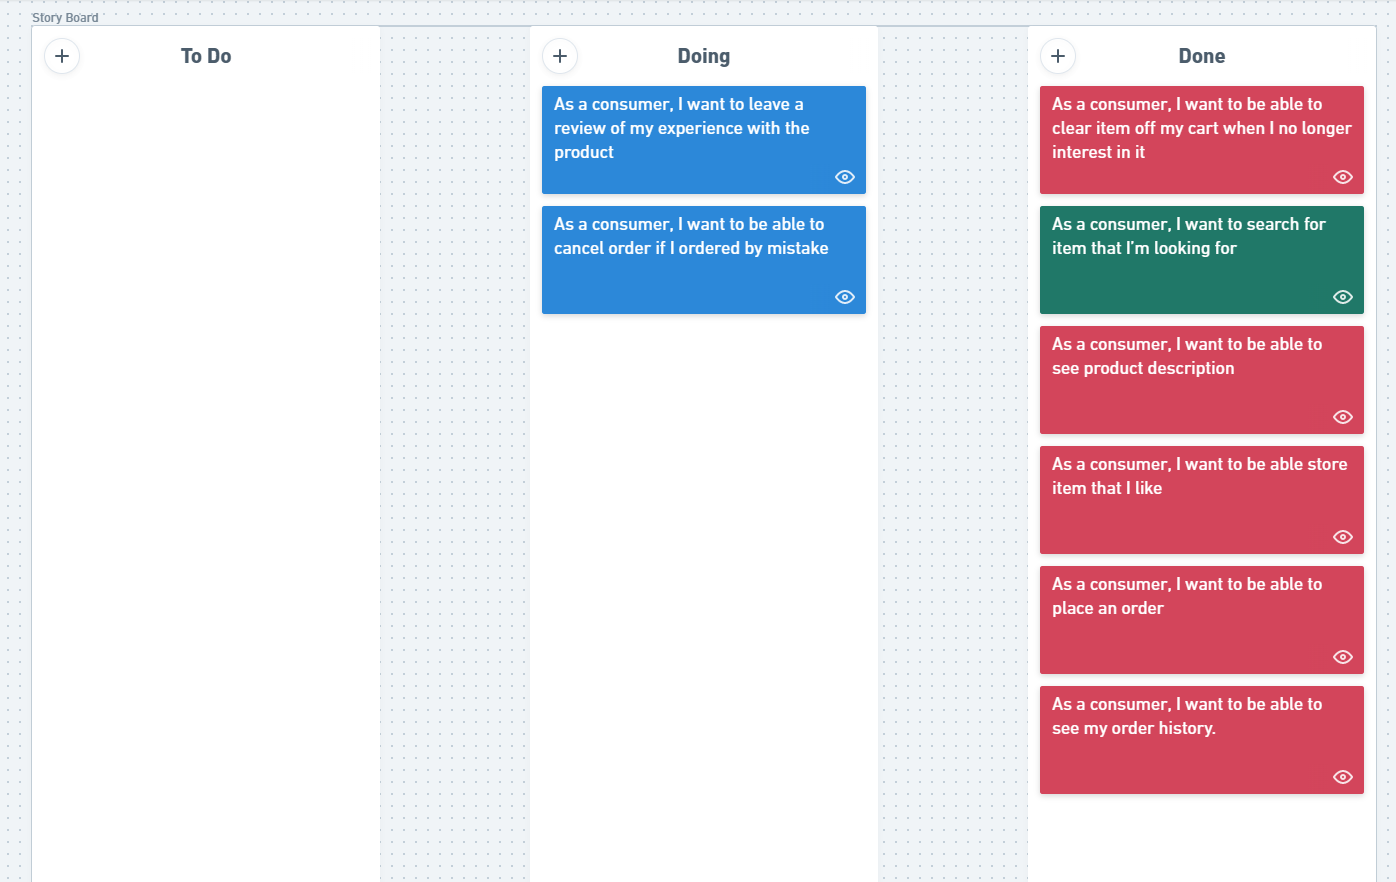 Story Board
To Do
Doing
As a consumer, I want to leave a
review of my experience with the
product
As a consumer, I want to be able to
cancel order if I ordered by mistake
Done
As a consumer, I want to be able to
clear item off my cart when I no longer
interest in it
As a consumer, I want to search for
item that I'm looking for
As a consumer, I want to be able to
see product description
As a consumer, I want to be able store
item that I like
As a consumer, I want to be able to
place an order
As a consumer, I want to be able to
see my order history.